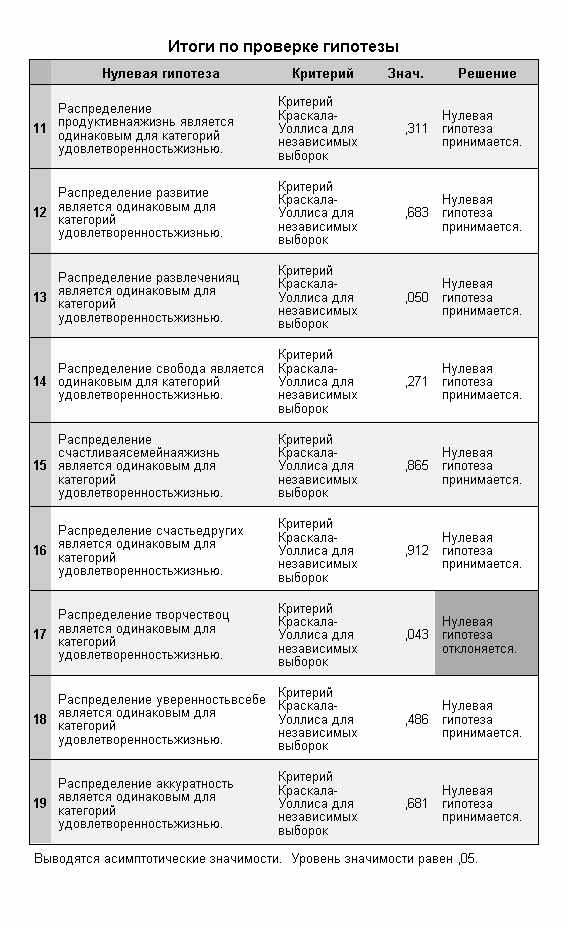 Итоги по проверке гипотезы
Нулевая гипотеза Критерий Знач. Решение
11
Распределение
продуктивнаяжизнь является
одинаковым для категорий
удовлетворенностьжизнью.
Критерий
Краскала-
Уоллиса для
независимых
выборок
,311
Нулевая
гипотеза
принимается.
12
Распределение развитие
является одинаковым для
категорий
удовлетворенностьжизнью.
Критерий
Краскала-
Уоллиса для
независимых
выборок
,683
Нулевая
гипотеза
принимается.
13
Распределение развлеченияц
является одинаковым для
категорий
удовлетворенностьжизнью.
Критерий
Краскала-
Уоллиса для
независимых
выборок
,050
Нулевая
гипотеза
принимается.
14
Распределение свобода является
одинаковым для категорий
удовлетворенностьжизнью.
Критерий
Краскала-
Уоллиса для
независимых
выборок
,271
Нулевая
гипотеза
принимается.
15
Распределение
счастливаясемейнаяжизнь
является одинаковым для
категорий
удовлетворенностьжизнью.
Критерий
Краскала-
Уоллиса для
независимых
выборок
,865
Нулевая
гипотеза
принимается.
16
Распределение счастьедругих
является одинаковым для
категорий
удовлетворенностьжизнью.
Критерий
Краскала-
Уоллиса для
независимых
выборок
,912
Нулевая
гипотеза
принимается.
17
Распределение творчествоц
является одинаковым для
категорий
удовлетворенностьжизнью.
Критерий
Краскала-
Уоллиса для
независимых
выборок
,043
Нулевая
гипотеза
отклоняется.
18
Распределение уверенностьвсебе
является одинаковым для
категорий
удовлетворенностьжизнью.
Критерий
Краскала-
Уоллиса для
независимых
выборок
,486
Нулевая
гипотеза
принимается.
19
Распределение аккуратность
является одинаковым для
категорий
удовлетворенностьжизнью.
Критерий
Краскала-
Уоллиса для
независимых
выборок
,681
Нулевая
гипотеза
принимается.
Выводятся асимптотические значимости. Уровень значимости равен ,05.